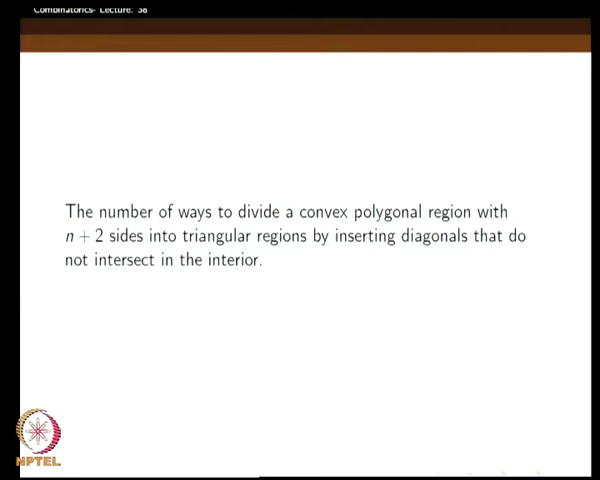 Combinatorics- Lecture: 38
The number of ways to divide a convex polygonal region with
n + 2 sides into triangular regions by inserting diagonals that do
not intersect in the interior.
NPTEL